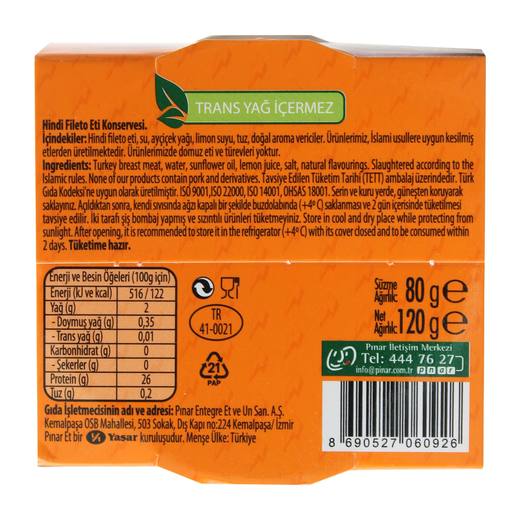 TRANS YAĞ İÇERMEZ
Hindi Fileto Eti Konservesi.
İçindekiler: Hindi fileto eti, su, ayçiçek yağı, limon suyu, tuz, doğal aroma vericiler. Ürünlerimiz, İslami usullere uygun kesilmiş
etlerden üretilmektedir. Ürünlerimizde domuz eti ve türevleri yoktur.
Ingredients: Turkey breast meat, water, sunflower oil, lemon juice, salt, natural flavourings. Slaughtered according to the
Islamic rules. None of our products contain pork and derivatives. Tavsiye Edilen Tüketim Tarihi (TETT) ambalaj üzerindedir. Türk
Gıda Kodeksi'ne uygun olarak üretilmiştir. ISO 9001, ISO 22000, ISO 14001, OHSAS 18001. Serin ve kuru yerde, güneşten koruyarak
saklayınız. Açıldıktan sonra, kendi sıvısında ağzı kapalı bir şekilde buzdolabında (+4º C) saklanması ve 2 gün içerisinde tüketilmesi
tavsiye edilir. İki tarafı şiş bombaj yapmış ve sızıntılı ürünleri tüketmeyiniz. Store in cool and dry place while protecting from
sunlight. After opening, it is recommended to store it in the refrigerator (+4º C) with its cover closed and to be consumed within
2 days. Tüketime hazır.
Enerji ve Besin Öğeleri (100g için)
Enerji (kJ ve kcal) 516 / 122
Yağ (g) 2
- Doymuş yağ (g) 0,35
- Trans yağ (g) 0,01
Karbonhidrat (g) 0
- Şekerler (g) 0
Protein (g) 26
Tuz (g) 0,2
TR
41-0021
21
PAP
Süzme
Ağırlık: 80 g e
Net
Ağırlık: 120 g e
Pınar İletişim Merkezi
Tel: 444 76 27
info@pinar.com.tr pınar
8 690527 060926
Gıda İşletmecisinin adı ve adresi: Pınar Entegre Et ve Un San. A.Ş.
Kemalpaşa OSB Mahallesi, 503 Sokak, Dış Kapı no:224 Kemalpaşa/ İzmir
Pınar Et bir Yaşar kuruluşudur. Menşe Ülke: Türkiye